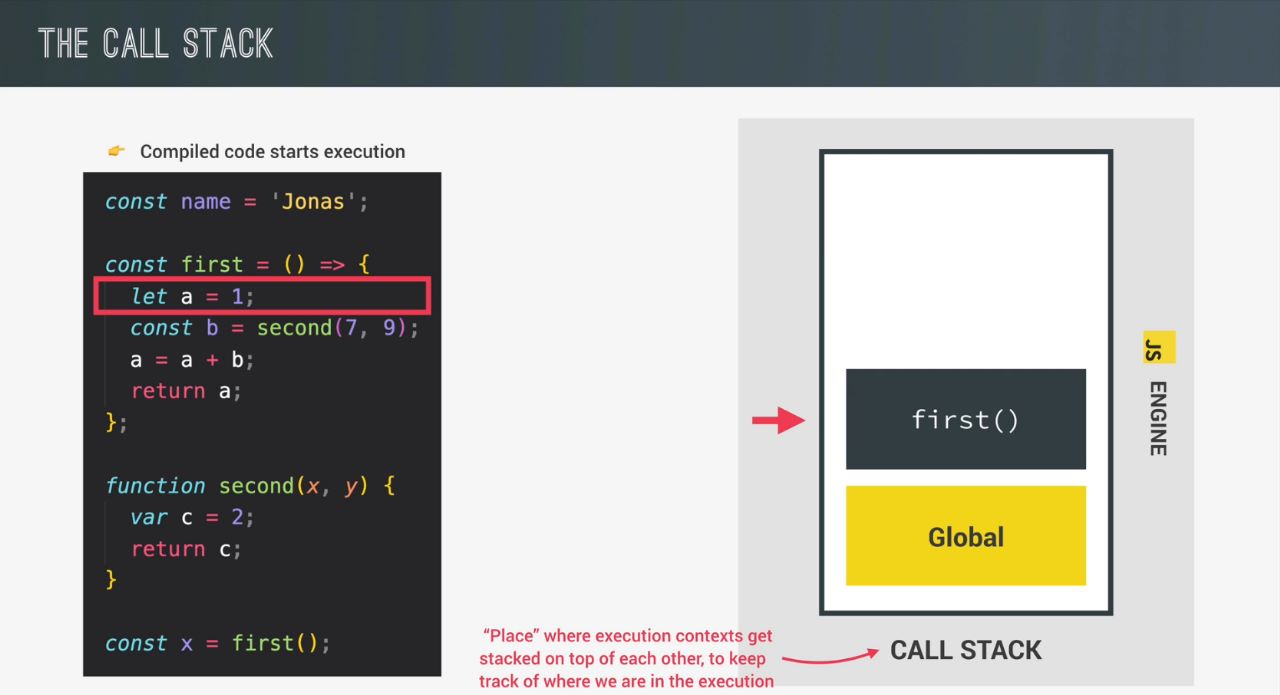 THE CALL STACK
👉 Compiled code starts execution
const name = 'Jonas';
const first = () => {
let a = 1;
const b = second(7, 9);
a = a + b;
return a;
};
function second(x, y) {
var c = 2;
return c;
}
const x = first();
first()
Global
“Place” where execution contexts get
stacked on top of each other, to keep
track of where we are in the execution
CALL STACK
JS
ENGINE